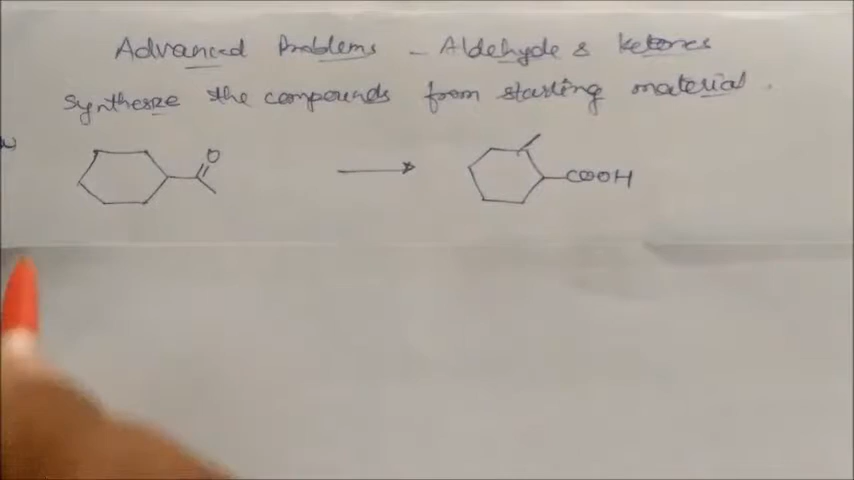 Advanced Problems - Aldehyde & ketones
Synthesize the compounds from starting material.
a)
O
COOH